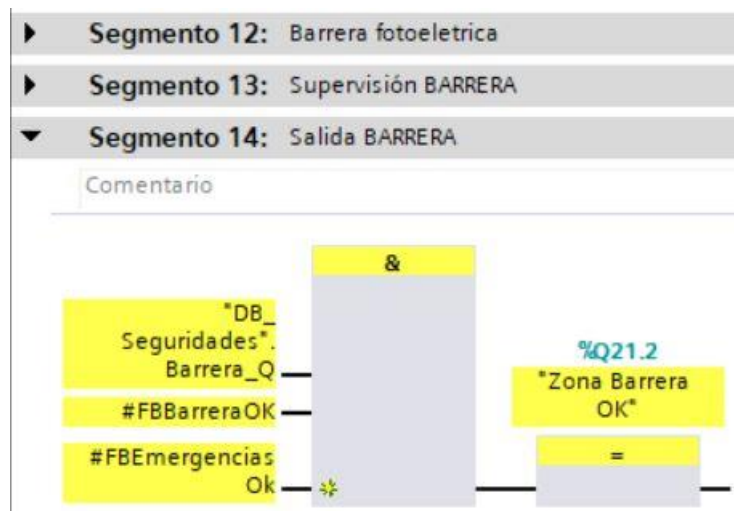 Segmento 12: Barrera fotoeletrica
Segmento 13: Supervisión BARRERA
Segmento 14: Salida BARRERA
Comentario
&
"DB_
Seguridades".
Barrera_Q
#FBBarreraOK
#FBEmergencias
Ok
%Q21.2
"Zona Barrera
OK"
=